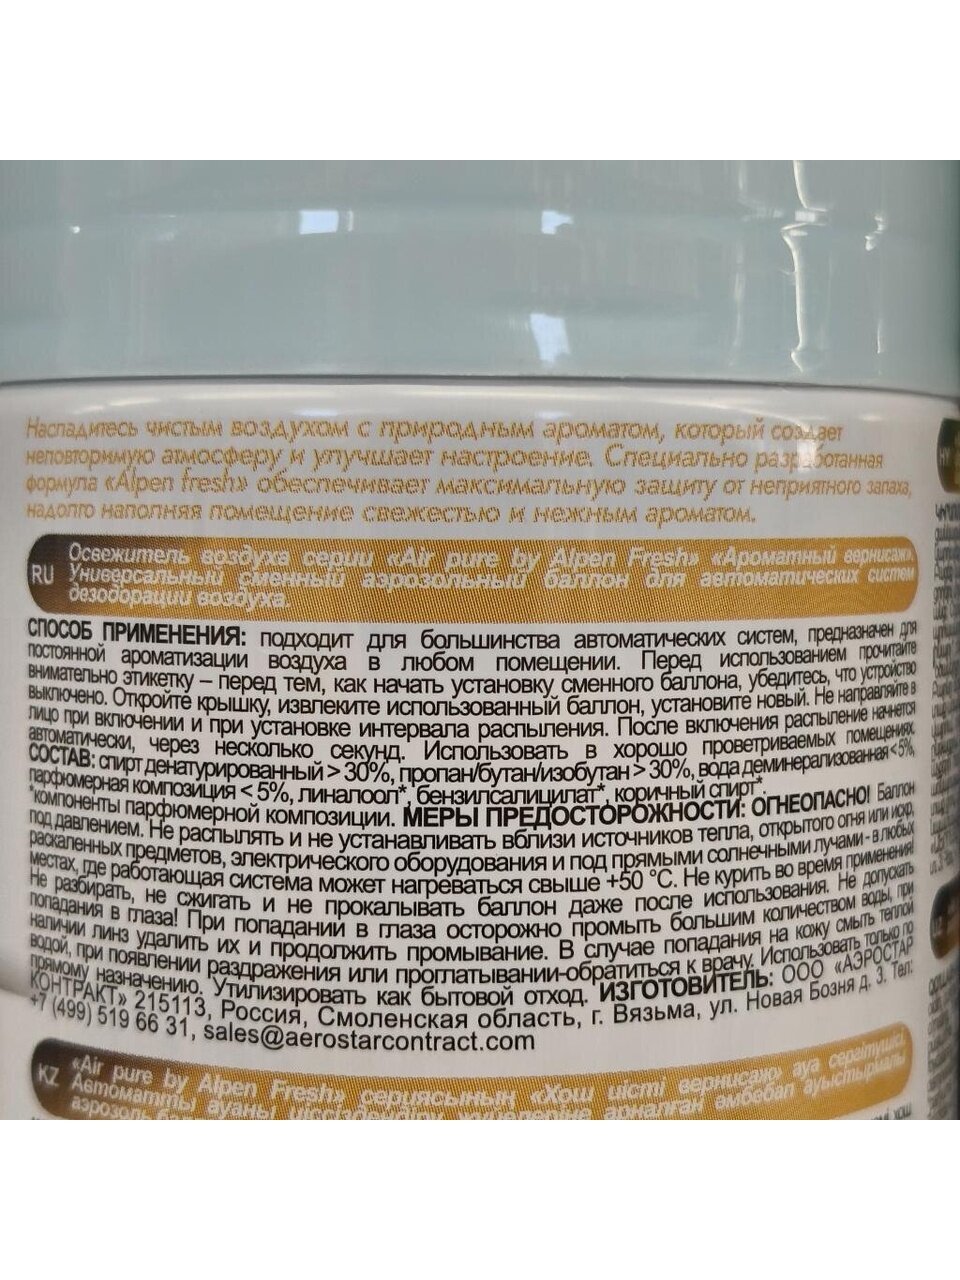 Насладитесь чистым воздухом с природным ароматом, который создает
неповторимую атмосферу и улучшает настроение. Специально разработанная
формула «Alpen fresh» обеспечивает максимальную защиту от неприятного запаха,
надолго наполняя помещение свежестью и нежным ароматом.
RU Освежитель воздуха серии «Air pure by Alpen Fresh» «Ароматный вернисаж».
Универсальный сменный аэрозольный баллон для автоматических систем
дезодорации воздуха.
СПОСОБ ПРИМЕНЕНИЯ: подходит для большинства автоматических систем, предназначен для
постоянной ароматизации воздуха в любом помещении. Перед использованием прочитайте
внимательно этикетку – перед тем, как начать установку сменного баллона, убедитесь, что устройство
выключено. Откройте крышку, извлеките использованный баллон, установите новый. Не направляйте в
лицо при включении и при установке интервала распыления. После включения распыление начнется
автоматически, через несколько секунд. Использовать в хорошо проветриваемых помещениях.
СОСТАВ: спирт денатурированный > 30%, пропан/бутан/изобутан > 30%, вода деминерализованная < 5%,
парфюмерная композиция < 5%, линалоол*, бензилсалицилат*, коричный спирт*.
*компоненты парфюмерной композиции. МЕРЫ ПРЕДОСТОРОЖНОСТИ: ОГНЕОПАСНО! Баллон
под давлением. Не распылять и не устанавливать вблизи источников тепла, открытого огня или искр,
раскаленных предметов, электрического оборудования и под прямыми солнечными лучами - в любых
местах, где работающая система может нагреваться свыше +50 °C. Не курить во время применения!
Не разбирать, не сжигать и не прокалывать баллон даже после использования. Не допускать
попадания в глаза! При попадании в глаза осторожно промыть большим количеством воды, при
наличии линз удалить их и продолжить промывание. В случае попадания на кожу смыть теплой
водой, при появлении раздражения или проглатывании-обратиться к врачу. Использовать только по
прямому назначению. Утилизировать как бытовой отход. ИЗГОТОВИТЕЛЬ: ООО «АЭРОСТАР
КОНТРАКТ» 215113, Россия, Смоленская область, г. Вязьма, ул. Новая Бозня д. 3. Тел:
+7 (499) 519 66 31, sales@aerostarcontract.com
KZ «Air pure by Alpen Fresh» сериясының «Хош иісті вернисаж» ауа сергіткіші.
Автоматты ауаны арналған әмбебап ауыстырмалы
аэрозоль